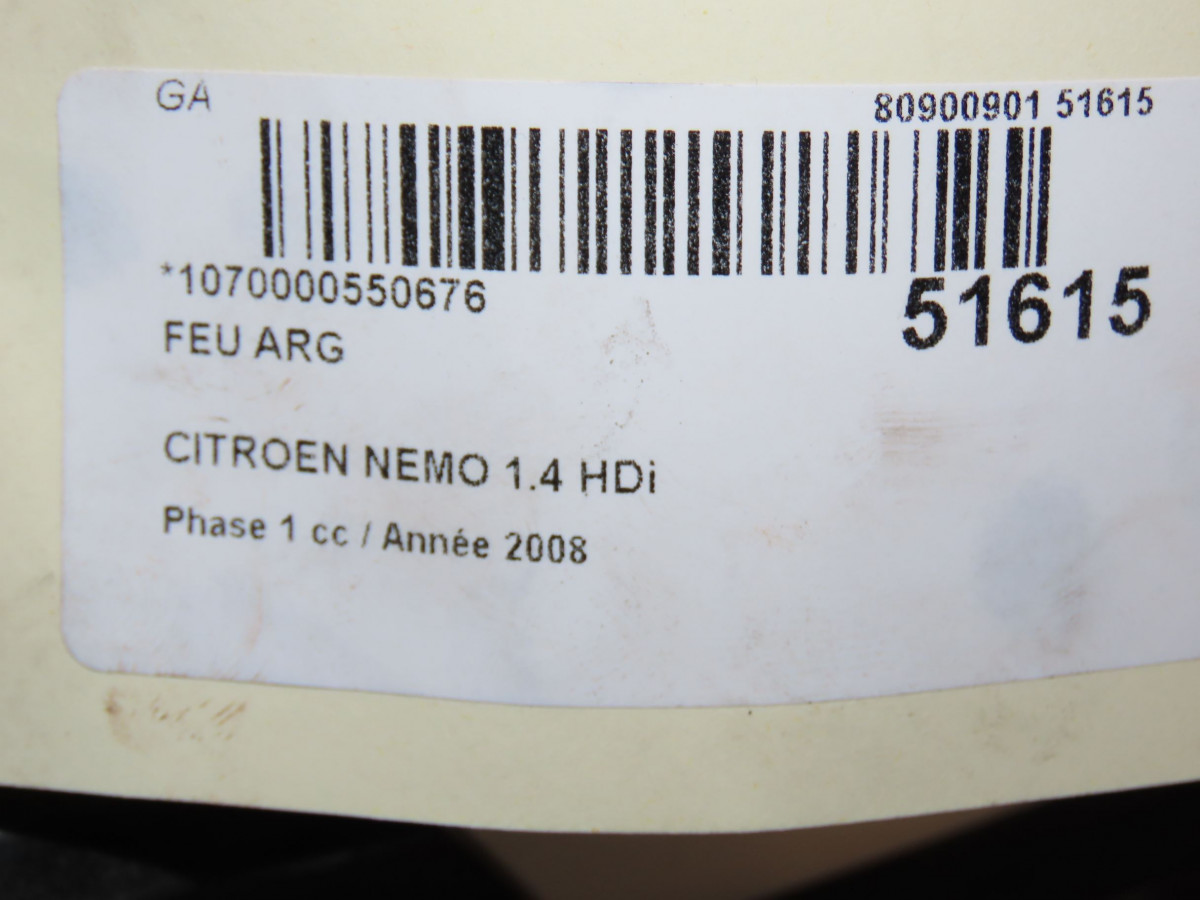 GA
80900901 51615
*1070000550676
51615
FEU ARG
CITROEN NEMO 1.4 HDi
Phase 1 cc / Année 2008